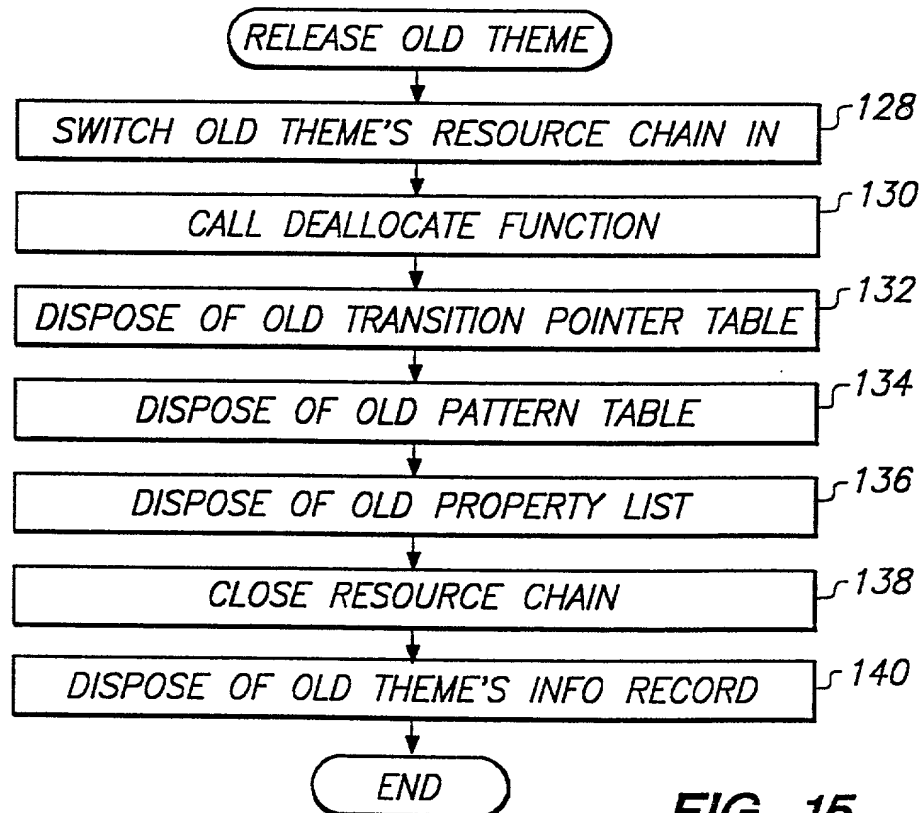 RELEASE OLD THEME
SWITCH OLD THEME'S RESOURCE CHAIN IN
128
CALL DEALLOCATE FUNCTION
130
DISPOSE OF OLD TRANSITION POINTER TABLE
132
DISPOSE OF OLD PATTERN TABLE
134
DISPOSE OF OLD PROPERTY LIST
136
CLOSE RESOURCE CHAIN
138
DISPOSE OF OLD THEME'S INFO RECORD
140
END
FIG. 15